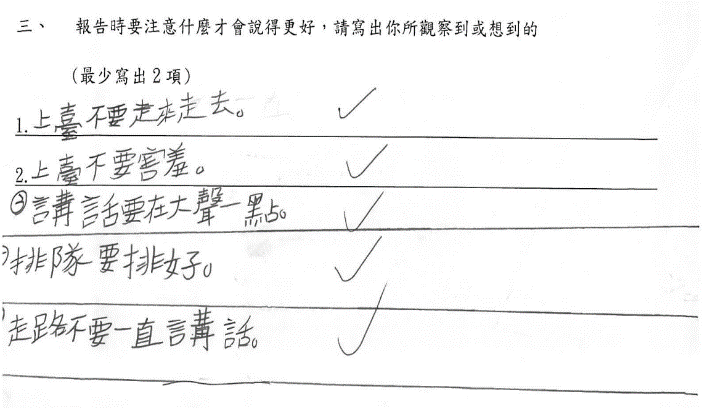 三、 報告時要注意什麼才會說得更好，請寫出你所觀察到或想到的
(最少寫出2項)
1.上臺不要走來走去。
2.上臺不要害羞。
③講話要在大聲一點。
排隊要排好。
走路不要一直講話。